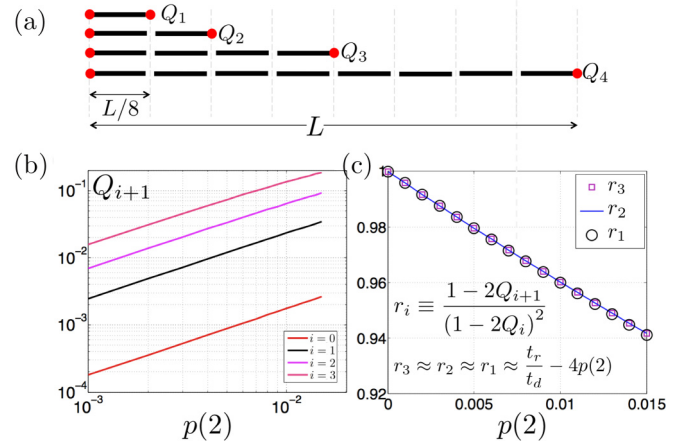 (a)
Q₁
Q₂
Q₃
Q₄
L/8
L
(b)
Q_{i+1}
10⁻¹
10⁻²
10⁻³
10⁻⁴
i=0
i=1
i=2
i=3
10⁻³
10⁻²
p(2)
(c)
1
0.98
0.96
0.94
0.92
r₃
r₂
r₁
r_i ≡ \frac{1 − 2Q_{i+1}}{(1 − 2Q_i)^2}
r₃ ≈ r₂ ≈ r₁ ≈ \frac{t_r}{t_d} − 4p(2)
0
0.005
0.01
0.015
p(2)